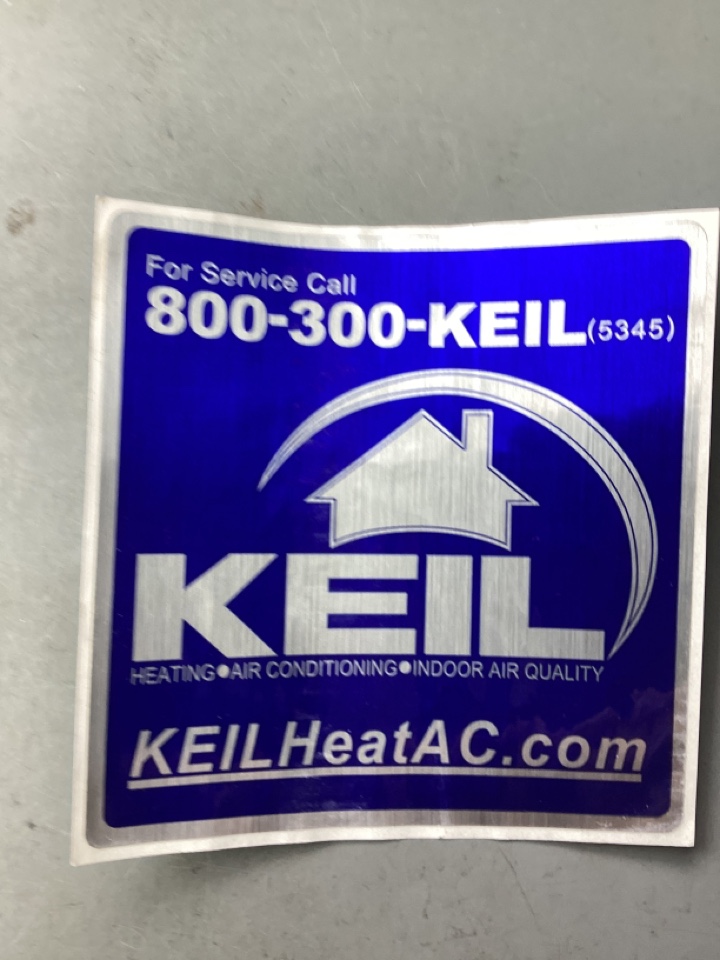 For Service Call
800-300-KEIL(5345)
KEIL
HEATING•AIR CONDITIONING•INDOOR AIR QUALITY
KEILHeatAC.com